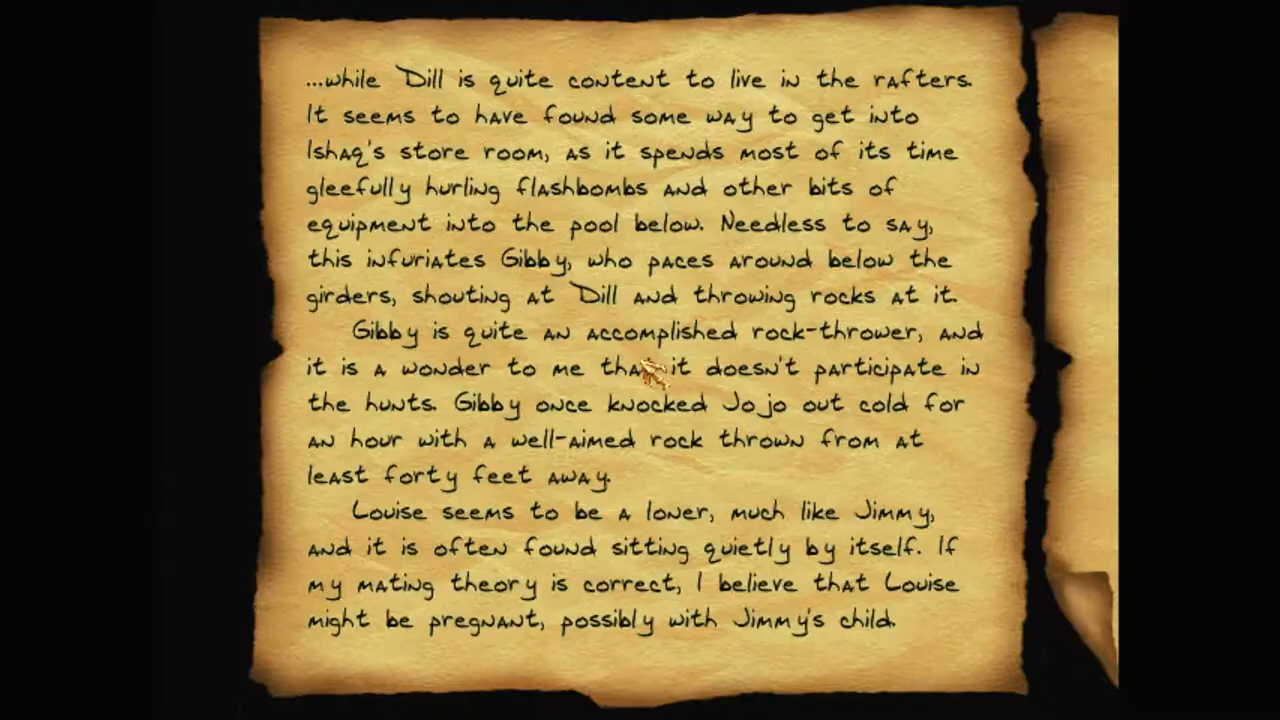 ...while Dill is quite content to live in the rafters.
It seems to have found some way to get into
Ishaq's store room, as it spends most of its time
gleefully hurling flashbombs and other bits of
equipment into the pool below. Needless to say,
this infuriates Gibby, who paces around below the
girders, shouting at Dill and throwing rocks at it.
Gibby is quite an accomplished rock-thrower, and
it is a wonder to me that it doesn't participate in
the hunts. Gibby once knocked Jojo out cold for
an hour with a well-aimed rock thrown from at
least forty feet away.
Louise seems to be a loner, much like Jimmy,
and it is often found sitting quietly by itself. If
my mating theory is correct, I believe that Louise
might be pregnant, possibly with Jimmy's child.